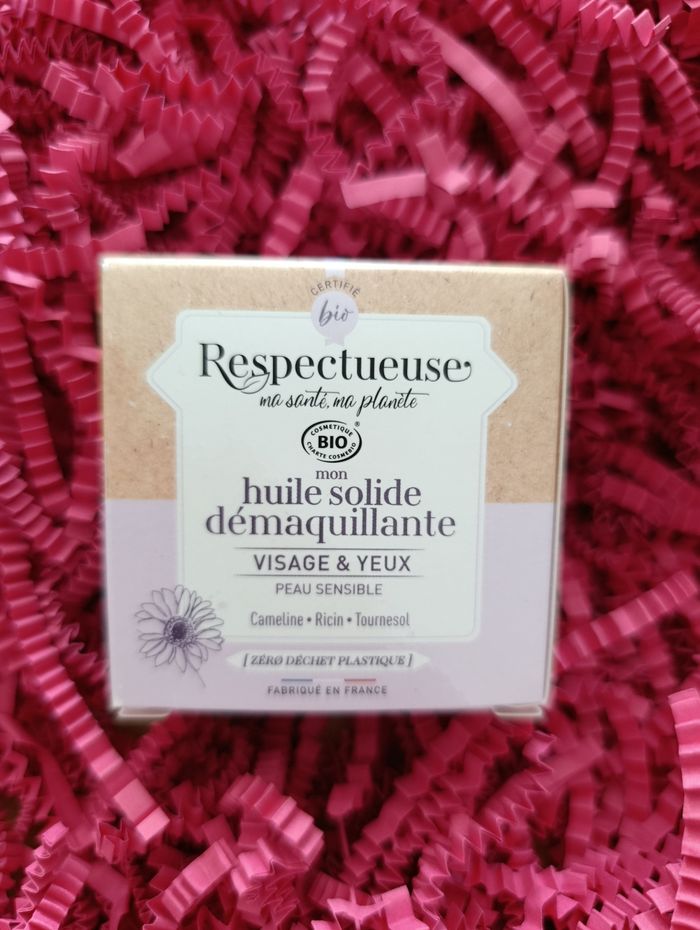 CERTIFIÉ
bio
Respectueuse
ma santé, ma planète
COSMETIQUE
BIO
CHARTE COSMEBIO
®
mon
huile solide
démaquillante
VISAGE & YEUX
PEAU SENSIBLE
Cameline • Ricin • Tournesol
[ ZÉRO DÉCHET PLASTIQUE ]
FABRIQUÉ EN FRANCE